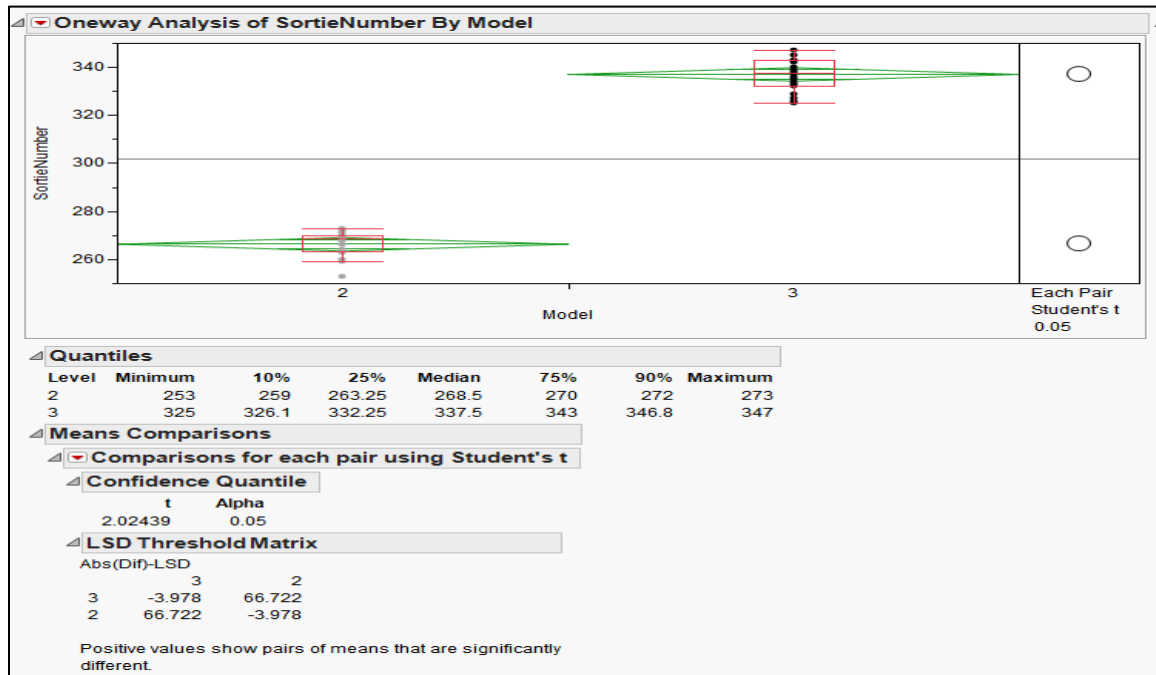 Oneway Analysis of SortieNumber By Model
SortieNumber
340
320
300
280
260
2 3
Model
Each Pair
Student's t
0.05
Quantiles
Level Minimum 10% 25% Median 75% 90% Maximum
2 253 259 263.25 268.5 270 272 273
3 325 326.1 332.25 337.5 343 346.8 347
Means Comparisons
Comparisons for each pair using Student's t
Confidence Quantile
t Alpha
2.02439 0.05
LSD Threshold Matrix
Abs(Dif)-LSD
3 2
3 -3.978 66.722
2 66.722 -3.978
Positive values show pairs of means that are significantly
different.